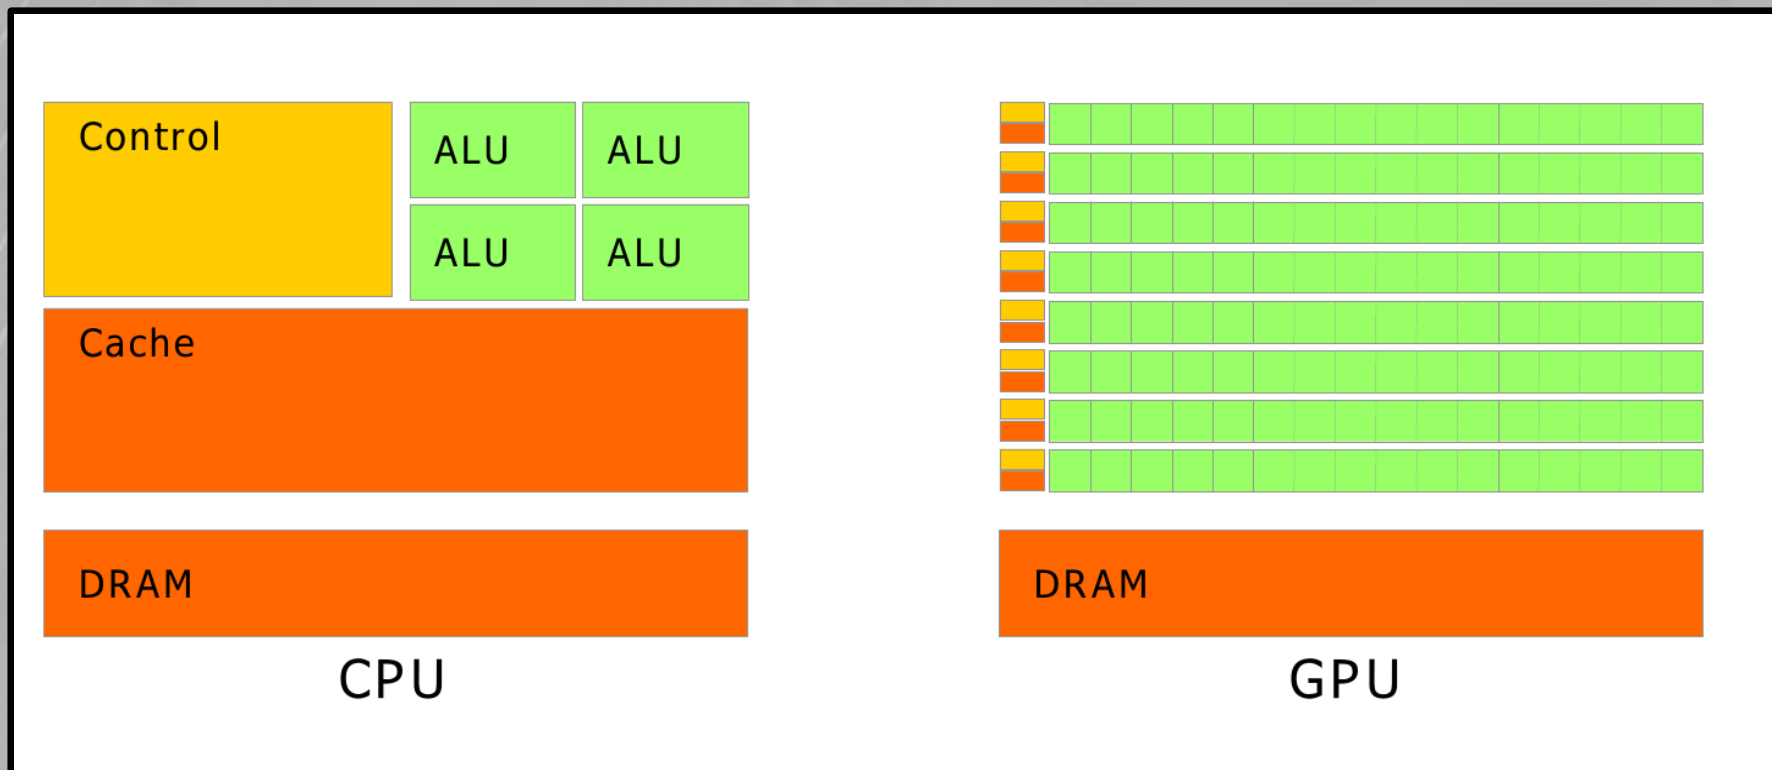 Control
ALU ALU
ALU ALU
Cache
DRAM
CPU
DRAM
GPU